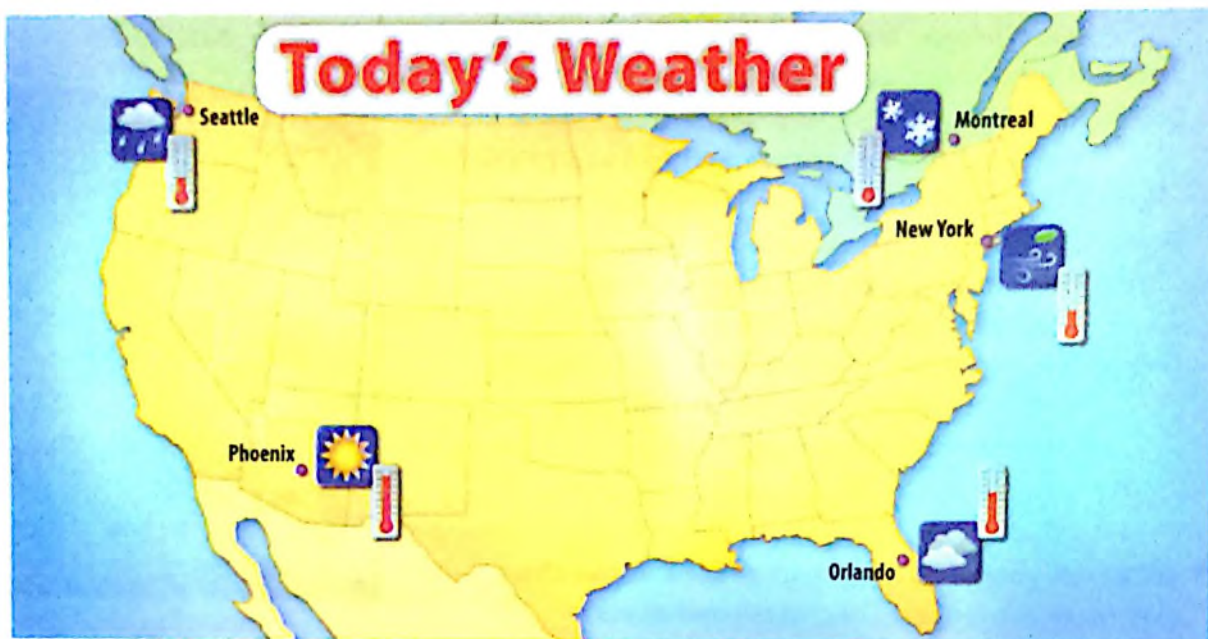 Today's Weather
Seattle
Montreal
New York
Phoenix
Orlando